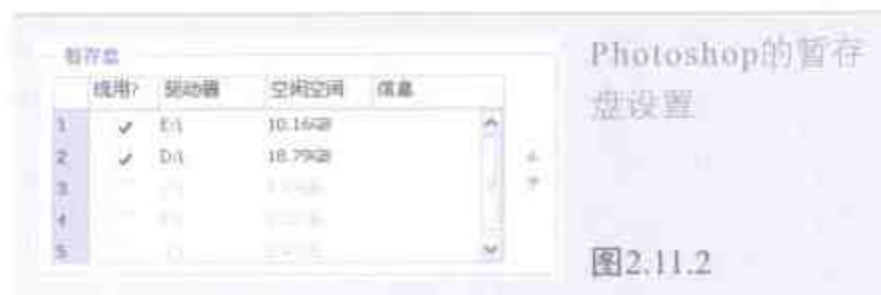 暂存盘
现用? 驱动器 空闲空间 信息
1 E:\ 10.16GB
2 D:\ 18.79GB
3
4
5
Photoshop的暂存
盘设置
图2.11.2